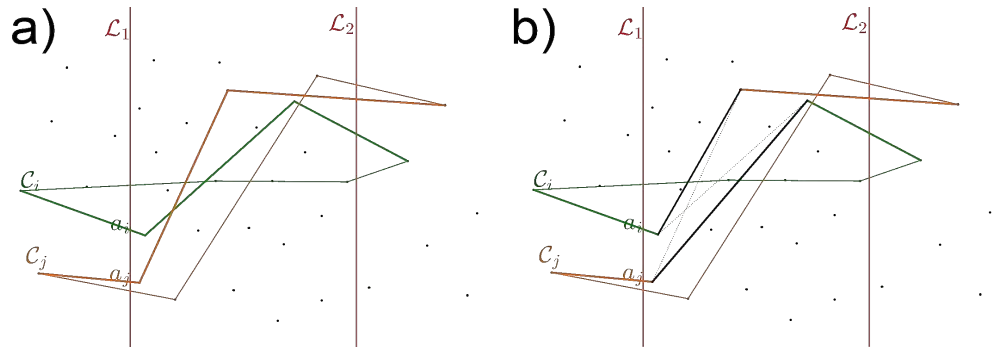 a)
ℒ₁
ℒ₂
𝒞ᵢ
aᵢ
𝒞ⱼ
aⱼ
b)
ℒ₁
ℒ₂
𝒞ᵢ
aᵢ
𝒞ⱼ
aⱼ